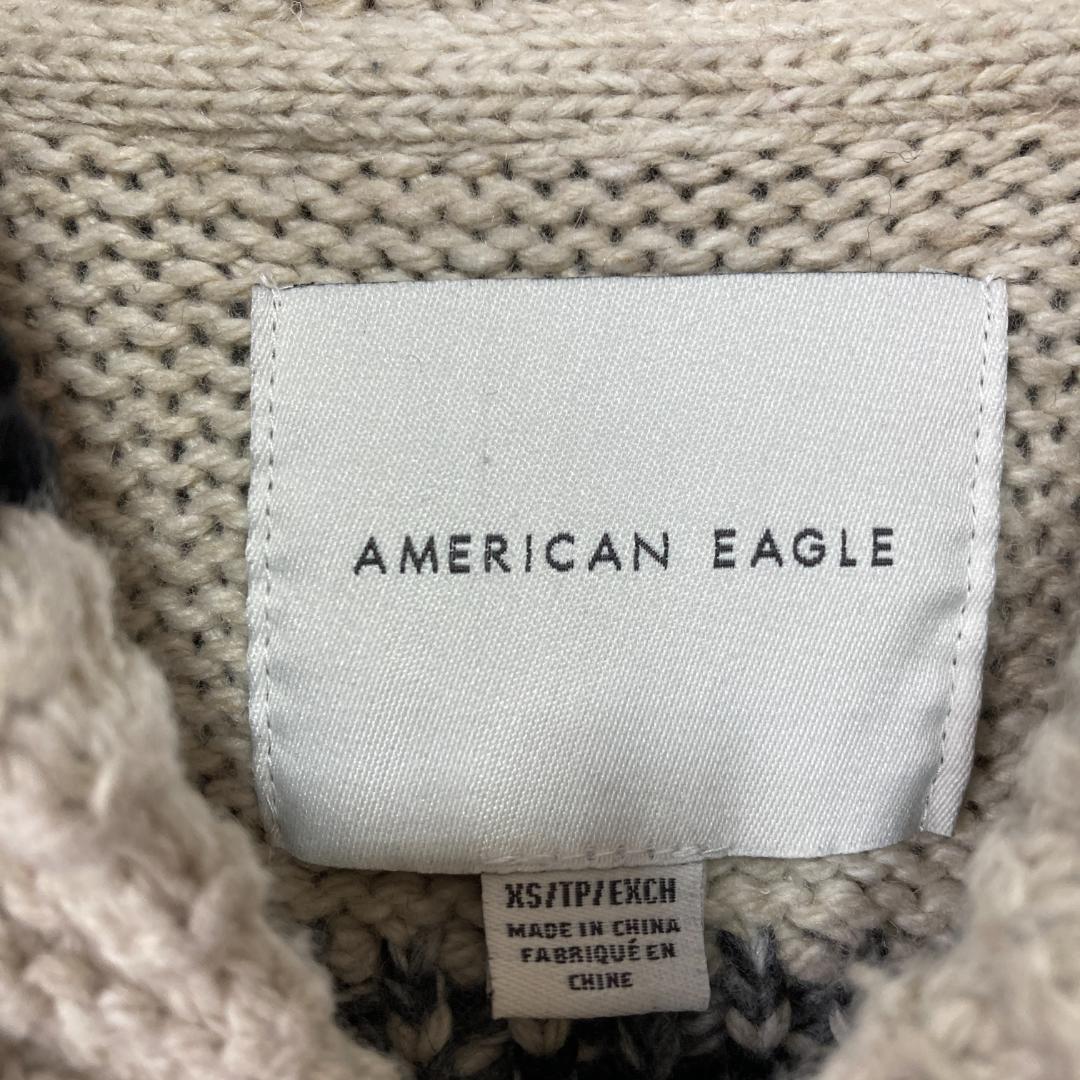 AMERICAN EAGLE
XS/TP/EXCH
MADE IN CHINA
FABRIQUÉ EN
CHINE